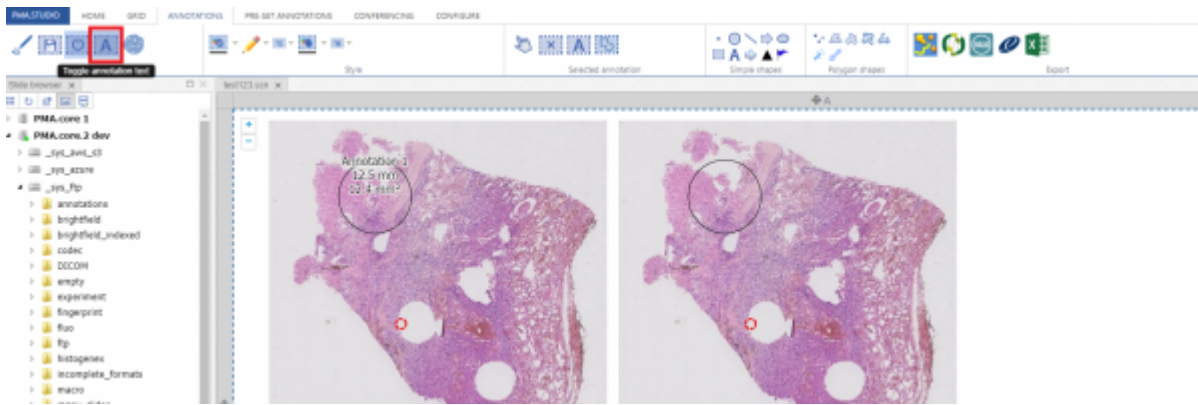 PMA.STUDIO HOME GRID ANNOTATIONS PRE-SET ANNOTATIONS CONFERENCING CONFIGURE
A
Toggle annotation text
Style
Selected annotation
Simple shapes
Polygon shapes
Export
Slide browser x
test123.scn x
A
PMA.core 1
PMA.core.2 dev
_sys_aws_s3
_sys_azure
_sys_ftp
annotations
brightfield
brightfield_indexed
codec
DICOM
empty
experiment
fingerprint
fluo
ftp
histogenex
incomplete_formats
macro
Annotation 1
12.5 mm
12.4 mm²